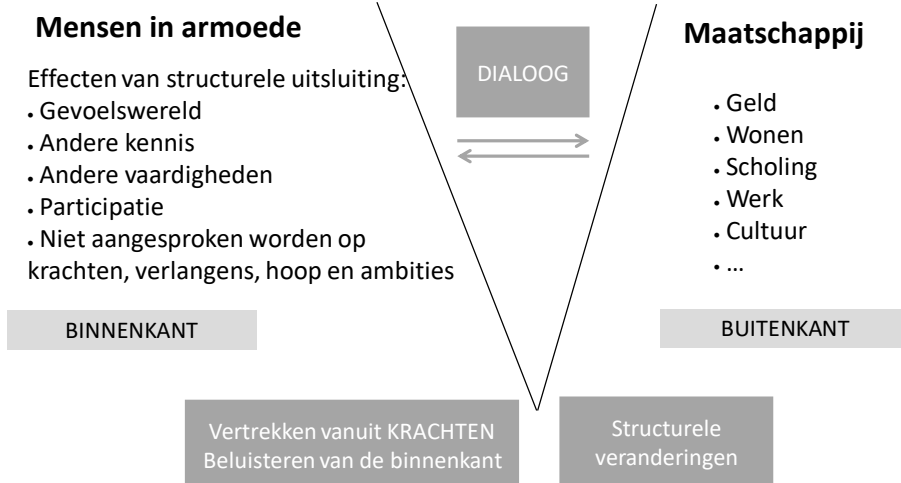 Mensen in armoede
Effecten van structurele uitsluiting:
• Gevoelswereld
• Andere kennis
• Andere vaardigheden
• Participatie
• Niet aangesproken worden op
krachten, verlangens, hoop en ambities
BINNENKANT
DIALOOG
Maatschappij
• Geld
• Wonen
• Scholing
• Werk
• Cultuur
• ...
BUITENKANT
Vertrekken vanuit KRACHTEN
Beluisteren van de binnenkant
Structurele
veranderingen